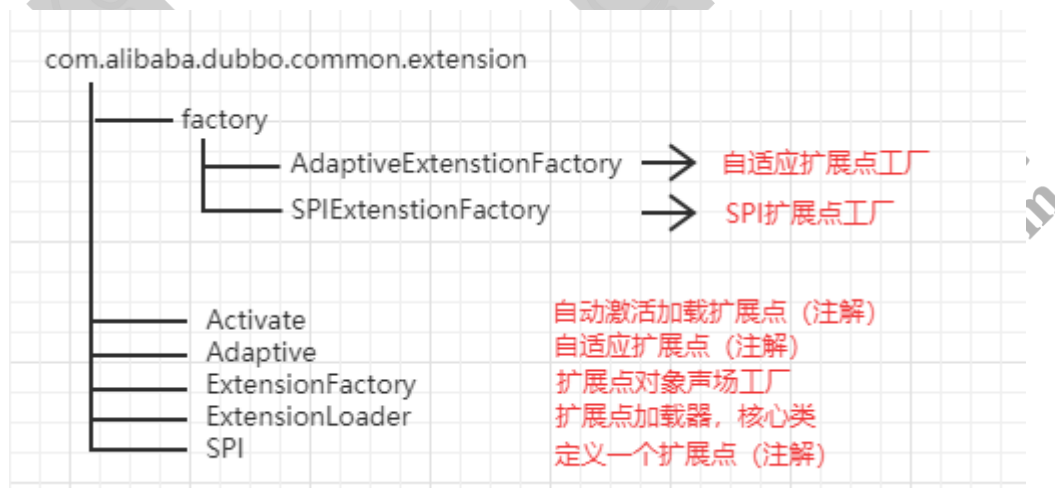 com.alibaba.dubbo.common.extension
factory
AdaptiveExtenstionFactory 自适应扩展点工厂
SPIExtenstionFactory SPI扩展点工厂
Activate 自动激活加载扩展点（注解）
Adaptive 自适应扩展点（注解）
ExtensionFactory 扩展点对象声场工厂
ExtensionLoader 扩展点加载器，核心类
SPI 定义一个扩展点（注解）